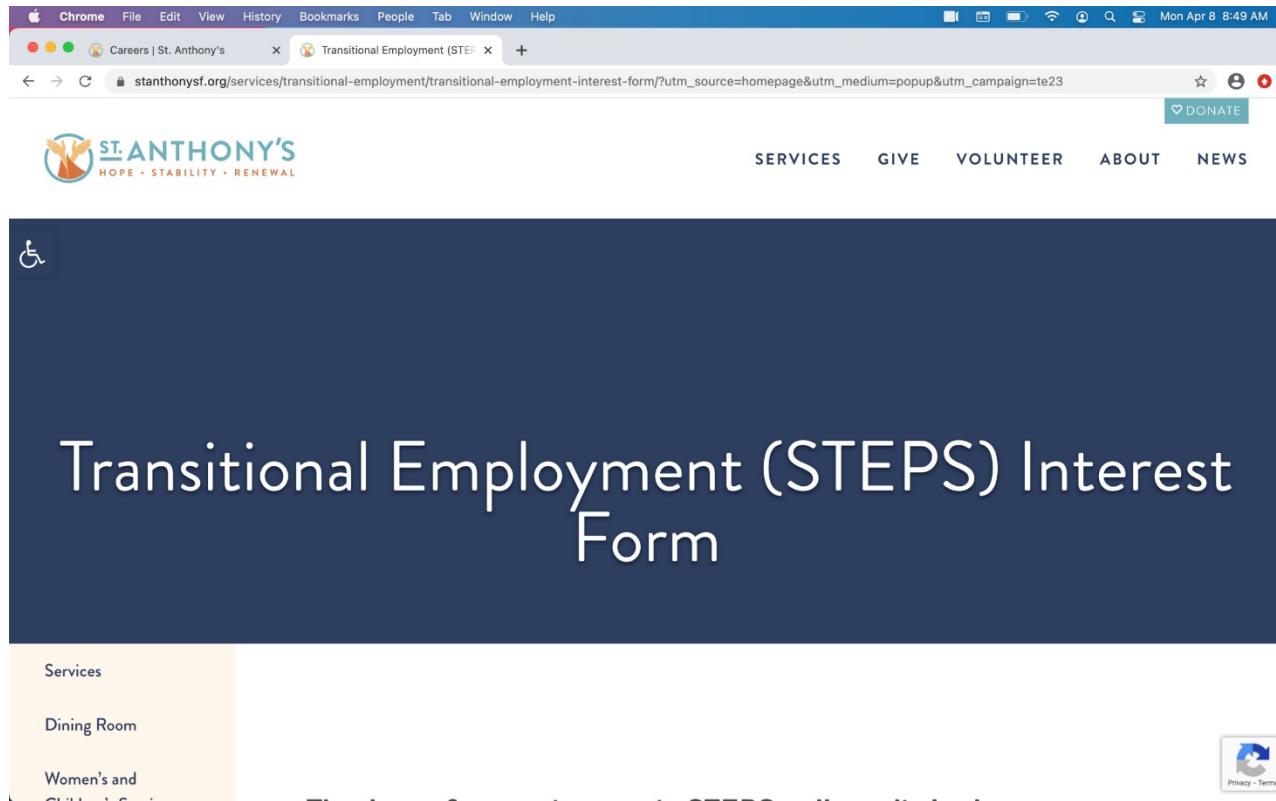 Chrome File Edit View History Bookmarks People Tab Window Help Mon Apr 8 8:49 AM
Careers | St. Anthony's Transitional Employment (STEP
stanthonysf.org/services/transitional-employment/transitional-employment-interest-form/?utm_source=homepage&utm_medium=popup&utm_campaign=te23
DONATE
ST. ANTHONY'S
HOPE • STABILITY • RENEWAL
SERVICES GIVE VOLUNTEER ABOUT NEWS
Transitional Employment (STEPS) Interest
Form
Services
Dining Room
Women's and
Privacy - Terms